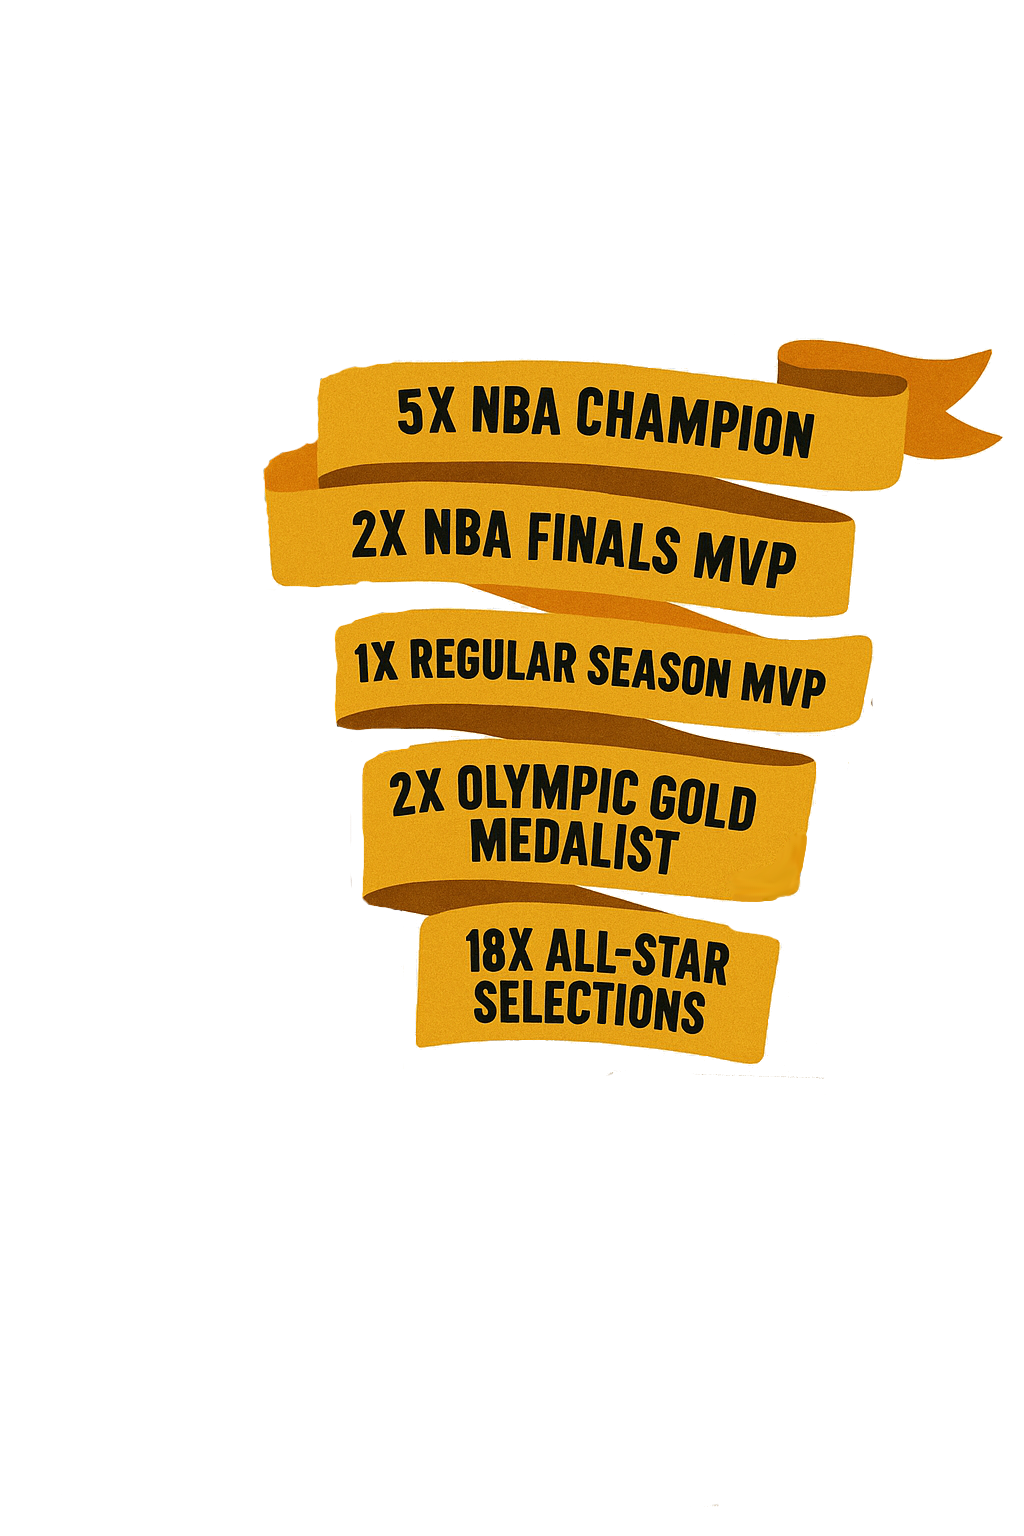 5X NBA CHAMPION
2X NBA FINALS MVP
1X REGULAR SEASON MVP
2X OLYMPIC GOLD
MEDALIST
18X ALL-STAR
SELECTIONS